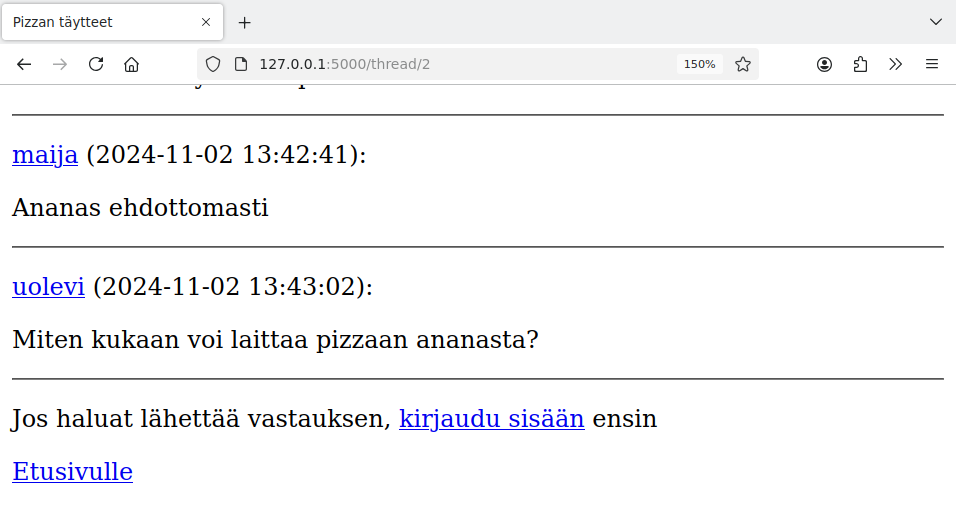 Pizzan täytteet
127.0.0.1:5000/thread/2
150%
maija (2024-11-02 13:42:41):
Ananas ehdottomasti
uolevi (2024-11-02 13:43:02):
Miten kukaan voi laittaa pizzaan ananasta?
Jos haluat lähettää vastauksen, kirjaudu sisään ensin
Etusivulle